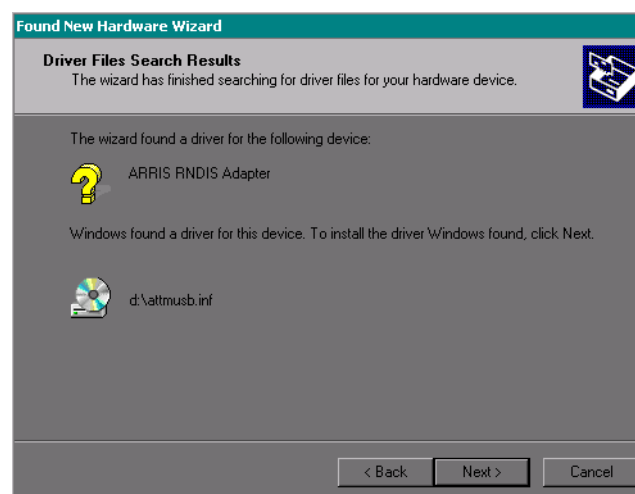 Found New Hardware Wizard
Driver Files Search Results
The wizard has finished searching for driver files for your hardware device.
The wizard found a driver for the following device:
ARRIS RNDIS Adapter
Windows found a driver for this device. To install the driver Windows found, click Next.
d:\attmusb.inf
< Back Next > Cancel